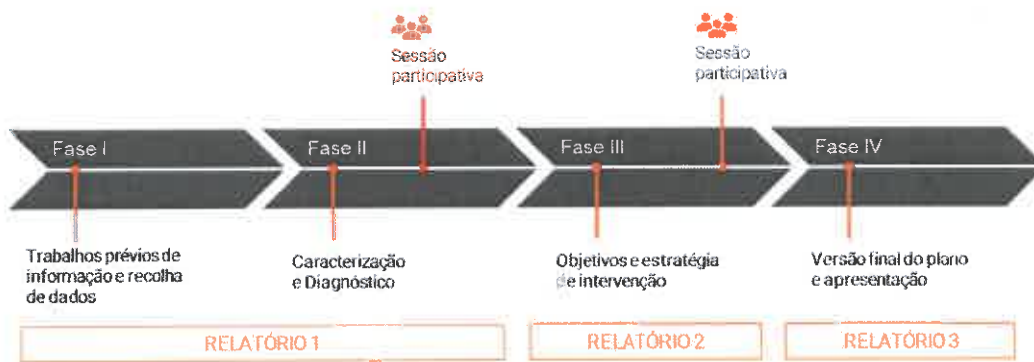 Sessão
participativa
Sessão
participativa
Fase I
Fase II
Fase III
Fase IV
Trabalhos prévios de
informação e recolha
de dados
Caracterização
e Diagnóstico
Objetivos e estratégia
de intervenção
Versão final do plano
e apresentação
RELATÓRIO 1
RELATÓRIO 2
RELATÓRIO 3